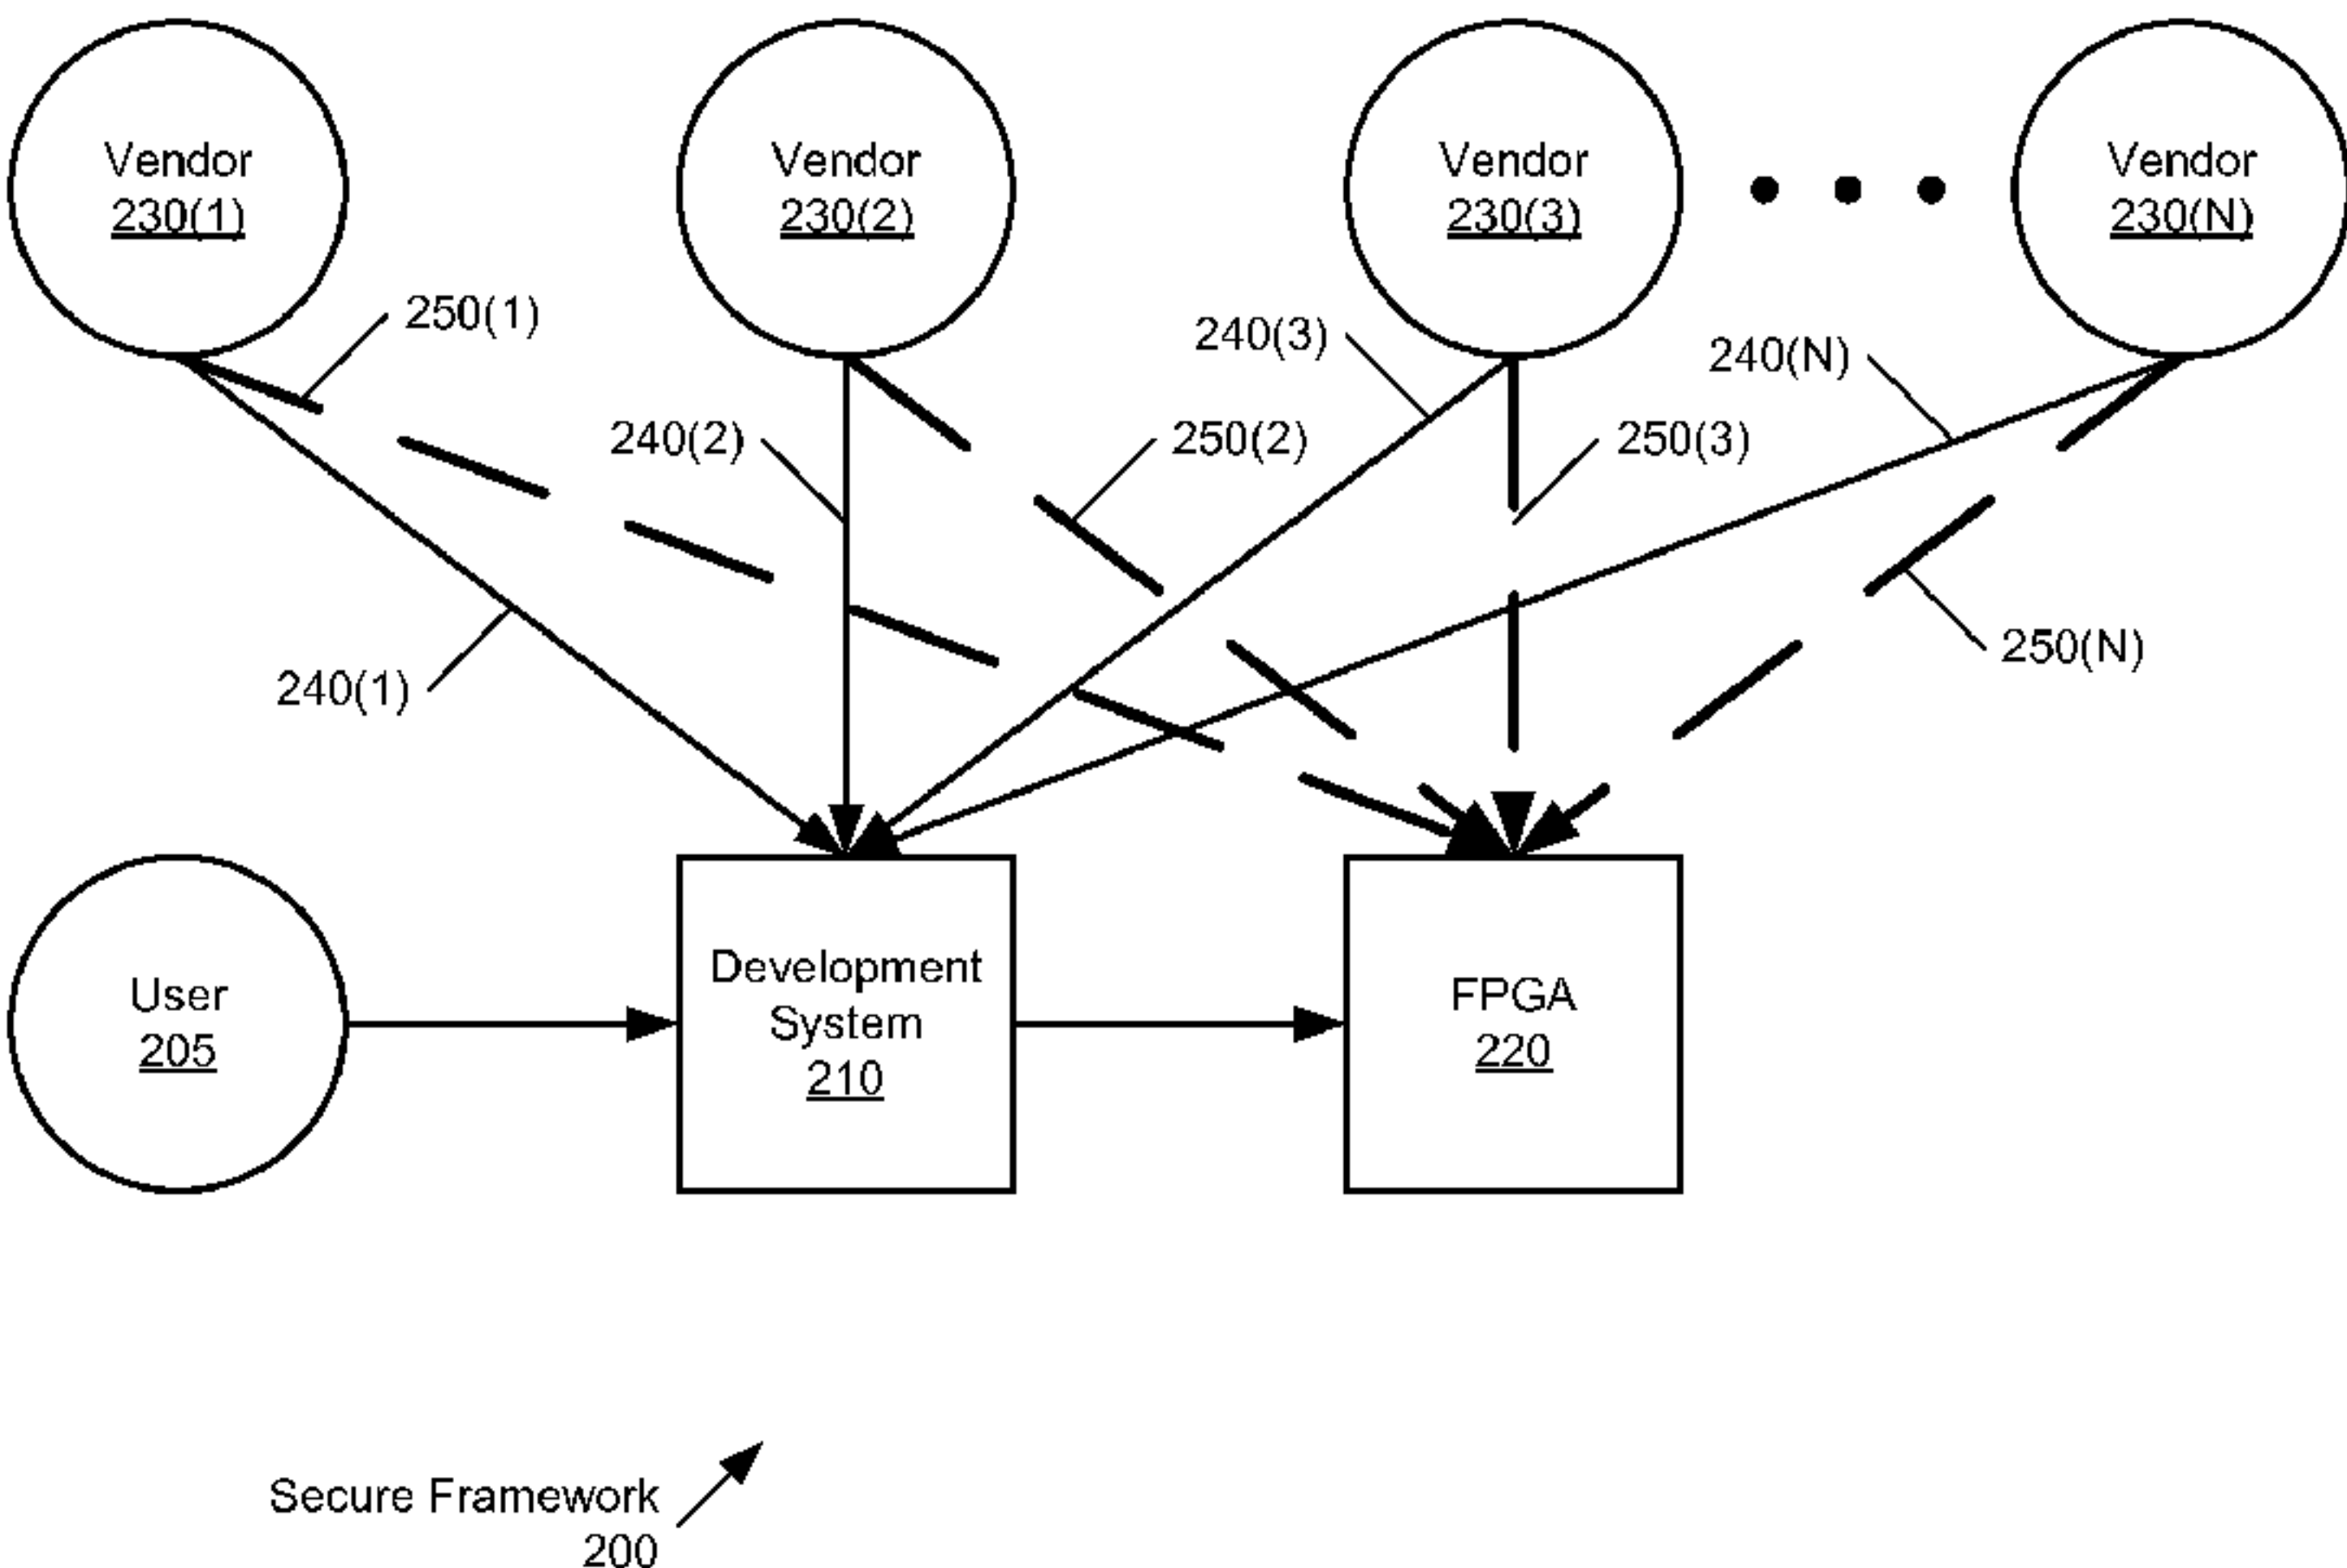 Vendor
230(1)
Vendor
230(2)
Vendor
230(3)
Vendor
230(N)
250(1)
240(3)
240(N)
240(2)
250(2)
250(3)
250(N)
240(1)
User
205
Development
System
210
FPGA
220
Secure Framework
200